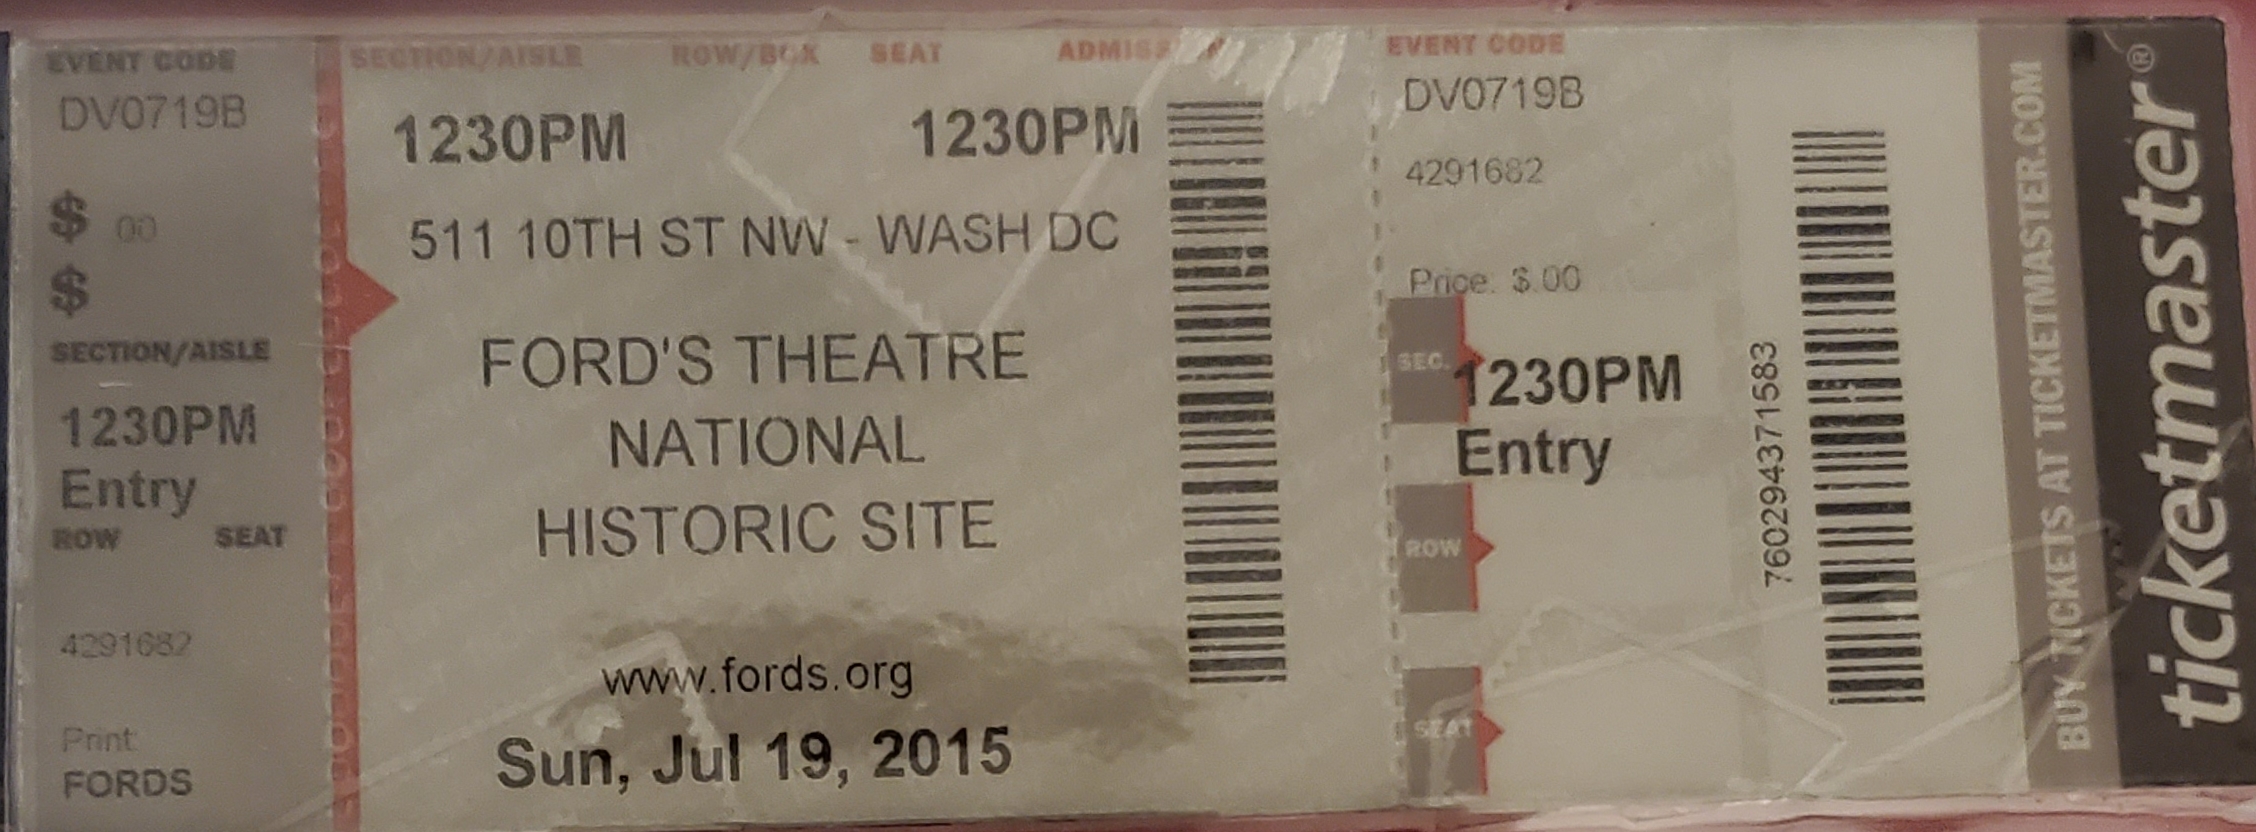 EVENT CODE
DV0719B
$ 00
$
SECTION/AISLE
1230PM
Entry
ROW SEAT
4291682
Print
FORDS
SECTION/AISLE ROW/BOX SEAT
1230PM 1230PM
511 10TH ST NW - WASH DC
FORD'S THEATRE
NATIONAL
HISTORIC SITE
www.fords.org
Sun, Jul 19, 2015
EVENT CODE
DV0719B
4291682
Price. $.00
SEC.
1230PM
Entry
ROW
SEAT
760294371583
BUY TICKETS AT TICKETMASTER.COM
ticketmaster®